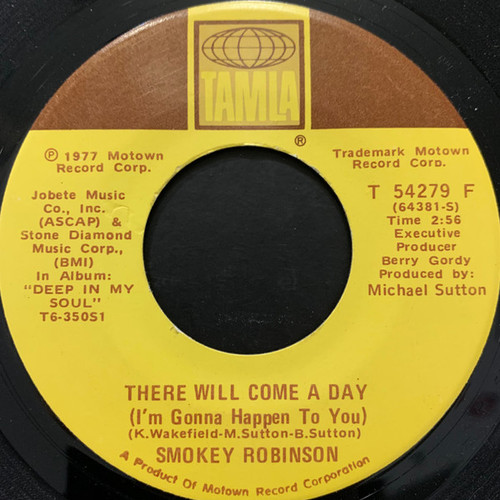 TAMLA
®
℗ 1977 Motown
Record Corp.
Jobete Music
Co., Inc.
(ASCAP) &
Stone Diamond
Music Corp.,
(BMI)
In Album:
"DEEP IN MY
SOUL"
T6-350S1
Trademark Motown
Record Corp.
T 54279 F
(64381-S)
Time 2:56
Executive
Producer
Berry Gordy
Produced by:
Michael Sutton
THERE WILL COME A DAY
(I'm Gonna Happen To You)
(K.Wakefield-M.Sutton-B.Sutton)
SMOKEY ROBINSON
A Product Of Motown Record Corporation